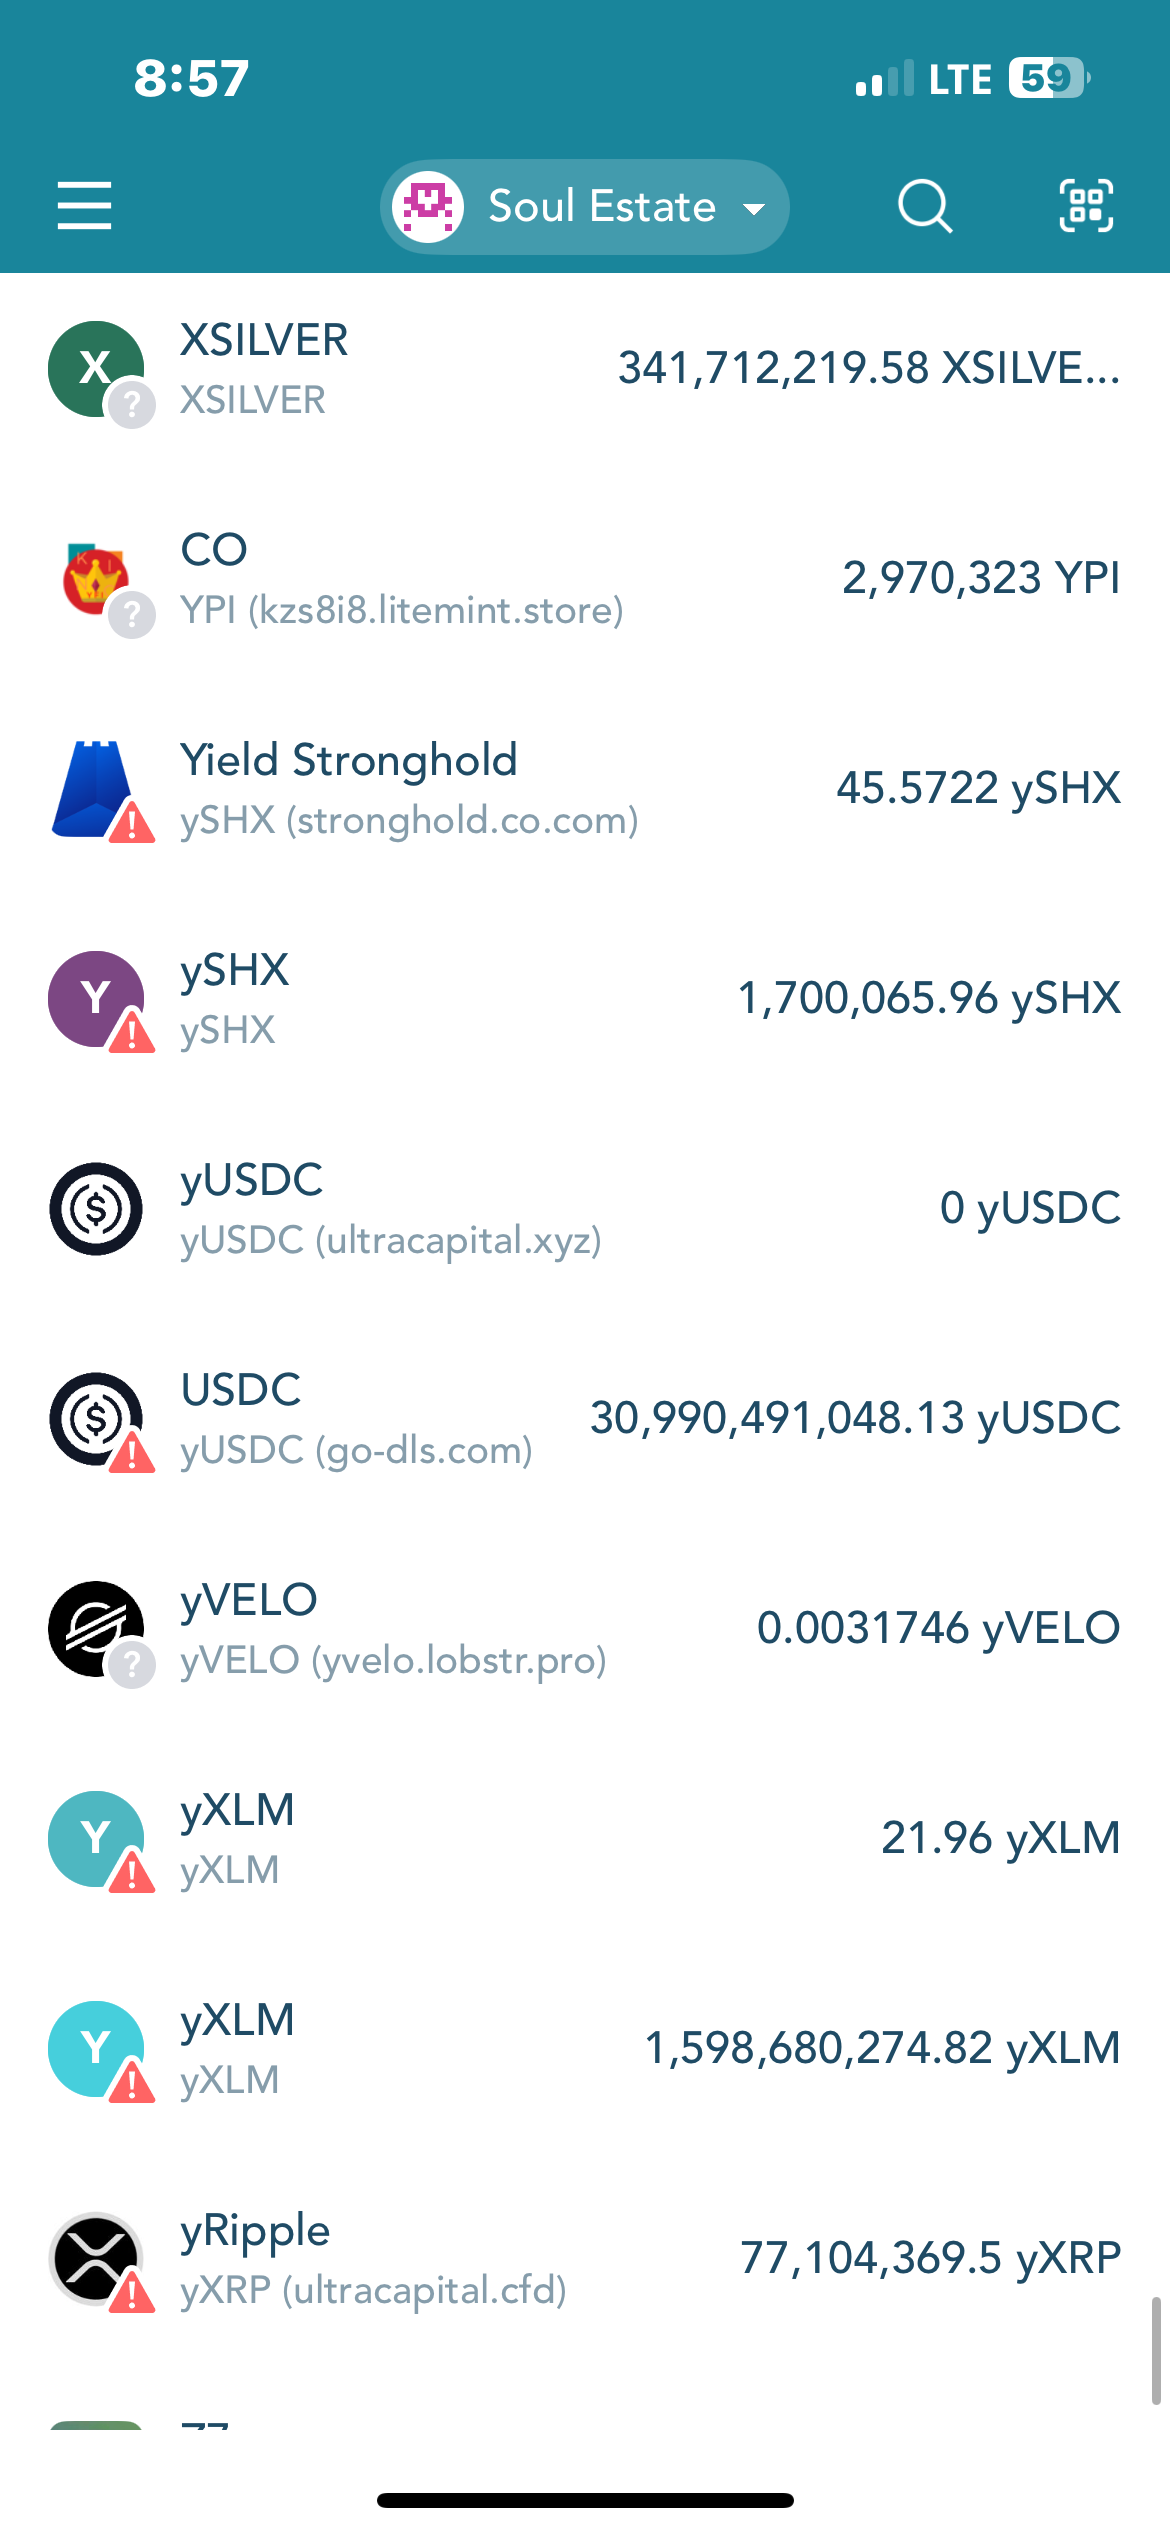 8:57
LTE 59
Soul Estate
X
XSILVER
341,712,219.58 XSILVE...
XSILVER
?
CO
2,970,323 YPI
YPI (kzs8i8.litemint.store)
?
Yield Stronghold
45.5722 ySHX
ySHX (stronghold.co.com)
Y
ySHX
1,700,065.96 ySHX
ySHX
yUSDC
0 yUSDC
yUSDC (ultracapital.xyz)
USDC
30,990,491,048.13 yUSDC
yUSDC (go-dls.com)
yVELO
0.0031746 yVELO
yVELO (yvelo.lobstr.pro)
?
Y
yXLM
21.96 yXLM
yXLM
Y
yXLM
1,598,680,274.82 yXLM
yXLM
yRipple
77,104,369.5 yXRP
yXRP (ultracapital.cfd)